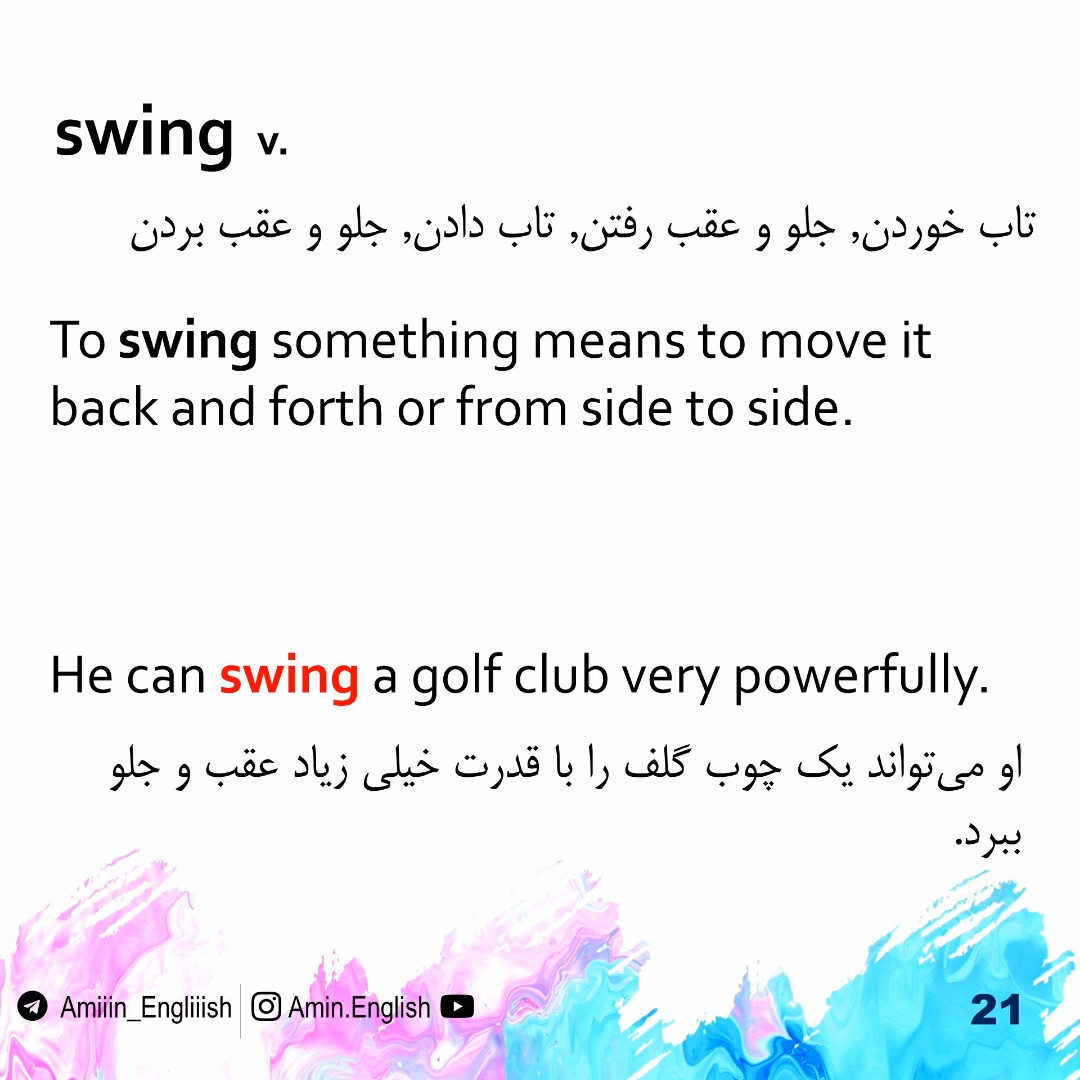 swing v.
تاب خوردن, جلو و عقب رفتن, تاب دادن, جلو و عقب بردن
To swing something means to move it
back and forth or from side to side.
He can swing a golf club very powerfully.
او می‌تواند یک چوب گلف را با قدرت خیلی زیاد عقب و جلو
ببرد.
Amiiin_Engliiish Amin.English 21